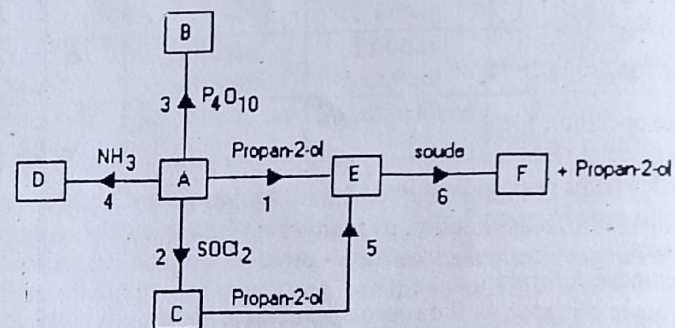 B
3 P₄O₁₀
NH₃ Propan-2-ol soude
D A E F + Propan-2-ol
4 1 6
2 SOCl₂ 5
Propan-2-ol
C